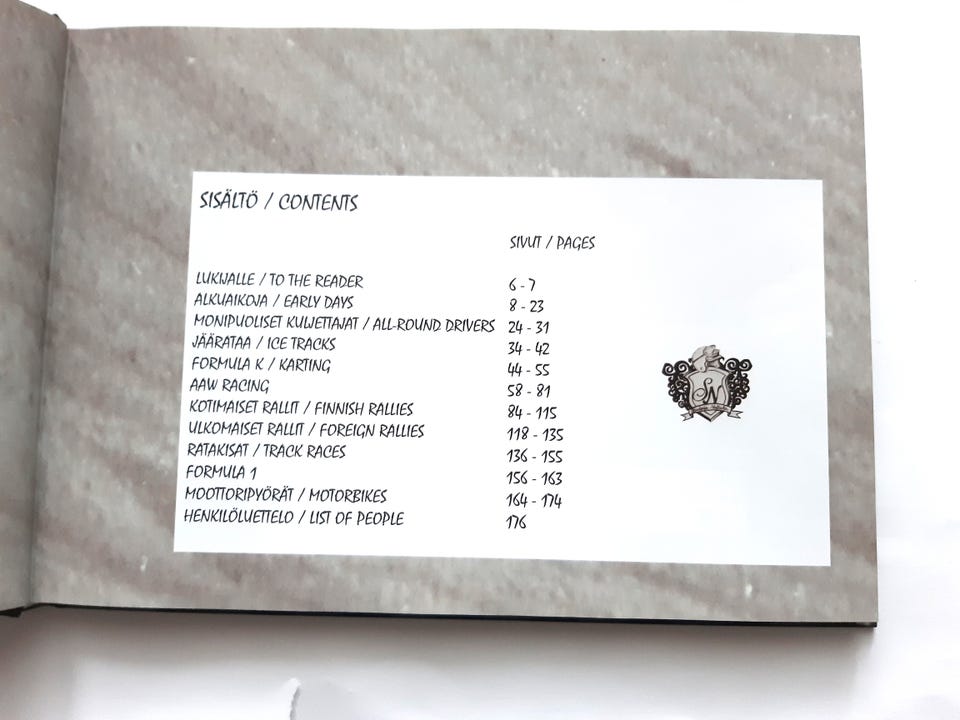 SISÄLTÖ / CONTENTS
SIVUT / PAGES
LUKIJALLE / TO THE READER 6 - 7
ALKUAIKOJA / EARLY DAYS 8 - 23
MONIPUOLISET KULJETTAJAT / ALL-ROUND DRIVERS 24 - 31
JÄÄRATAA / ICE TRACKS 34 - 42
FORMULA K / KARTING 44 - 55
AAW RACING 58 - 81
KOTIMAISET RALLIT / FINNISH RALLIES 84 - 115
ULKOMAISET RALLIT / FOREIGN RALLIES 118 - 135
RATAKISAT / TRACK RACES 136 - 155
FORMULA 1 156 - 163
MOOTTORIPYÖRÄT / MOTORBIKES 164 - 174
HENKILÖLUETTELO / LIST OF PEOPLE 176
SN